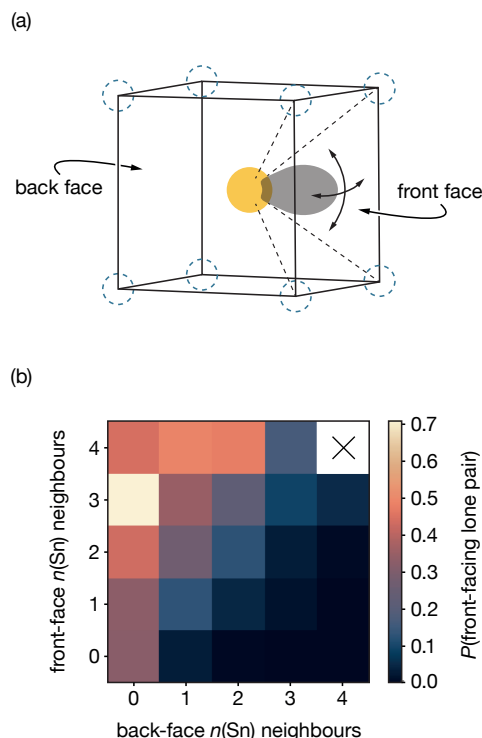 (a)
back face
front face
(b)
front-face n(Sn) neighbours
4
3
2
1
0
0 1 2 3 4
back-face n(Sn) neighbours
0.7
0.6
0.5
0.4
0.3
0.2
0.1
0.0
P(front-facing lone pair)